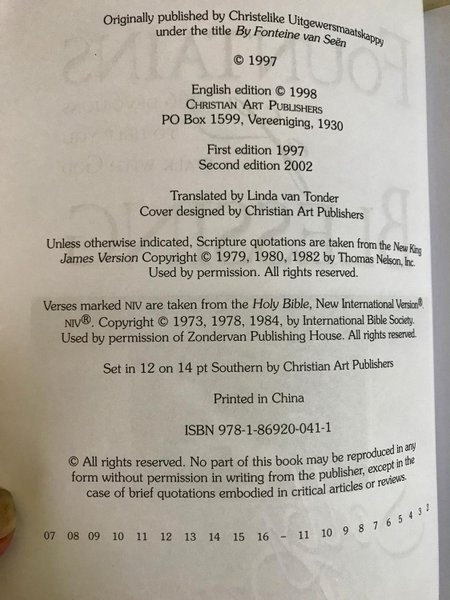 Originally published by Christelike Uitgewersmaatskappy
under the title By Fonteine van Seën
© 1997
English edition © 1998
CHRISTIAN ART PUBLISHERS
PO Box 1599, Vereeniging, 1930
First edition 1997
Second edition 2002
Translated by Linda van Tonder
Cover designed by Christian Art Publishers
Unless otherwise indicated, Scripture quotations are taken from the New King
James Version Copyright © 1979, 1980, 1982 by Thomas Nelson, Inc.
Used by permission. All rights reserved.
Verses marked NIV are taken from the Holy Bible, New International Version®.
NIV®. Copyright © 1973, 1978, 1984, by International Bible Society.
Used by permission of Zondervan Publishing House. All rights reserved.
Set in 12 on 14 pt Southern by Christian Art Publishers
Printed in China
ISBN 978-1-86920-041-1
© All rights reserved. No part of this book may be reproduced in any
form without permission in writing from the publisher, except in the
case of brief quotations embodied in critical articles or reviews.
07 08 09 10 11 12 13 14 15 16 – 11 10 9 8 7 6 5 4 3